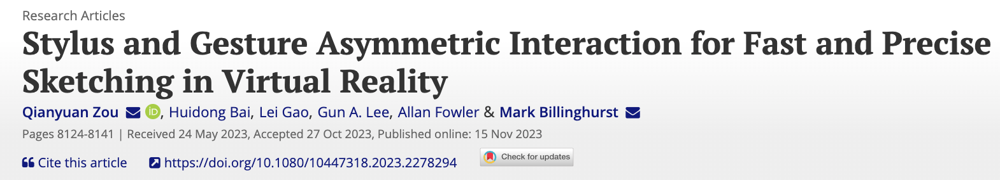 Research Articles
Stylus and Gesture Asymmetric Interaction for Fast and Precise
Sketching in Virtual Reality
Qianyuan Zou iD, Huidong Bai, Lei Gao, Gun A. Lee, Allan Fowler & Mark Billinghurst
Pages 8124-8141 | Received 24 May 2023, Accepted 27 Oct 2023, Published online: 15 Nov 2023
Cite this article https://doi.org/10.1080/10447318.2023.2278294 Check for updates